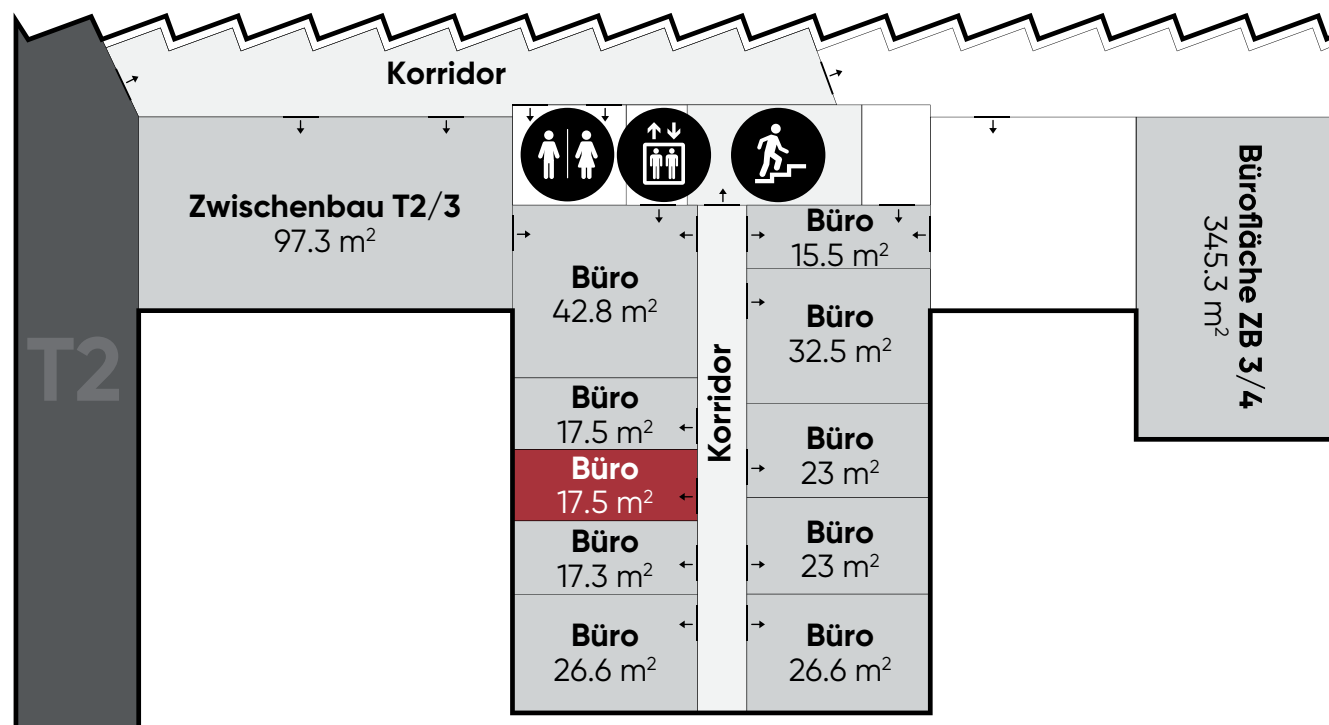 Korridor
Zwischenbau T2/3
97.3 m²
T2
Büro
42.8 m²
Büro
17.5 m²
Büro
17.5 m²
Büro
17.3 m²
Büro
26.6 m²
Korridor
Büro
15.5 m²
Büro
32.5 m²
Büro
23 m²
Büro
23 m²
Büro
26.6 m²
Bürofläche ZB 3/4
345.3 m²